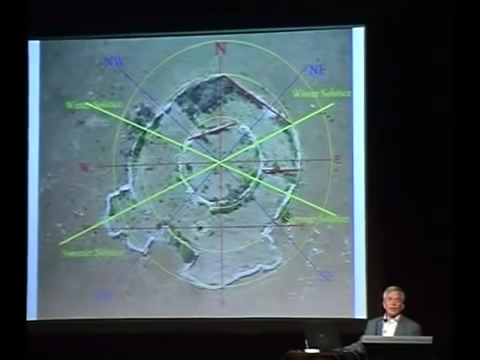 N
NW
NE
Winter Solstice
Winter Solstice
E
Summer Solstice
Summer Solstice